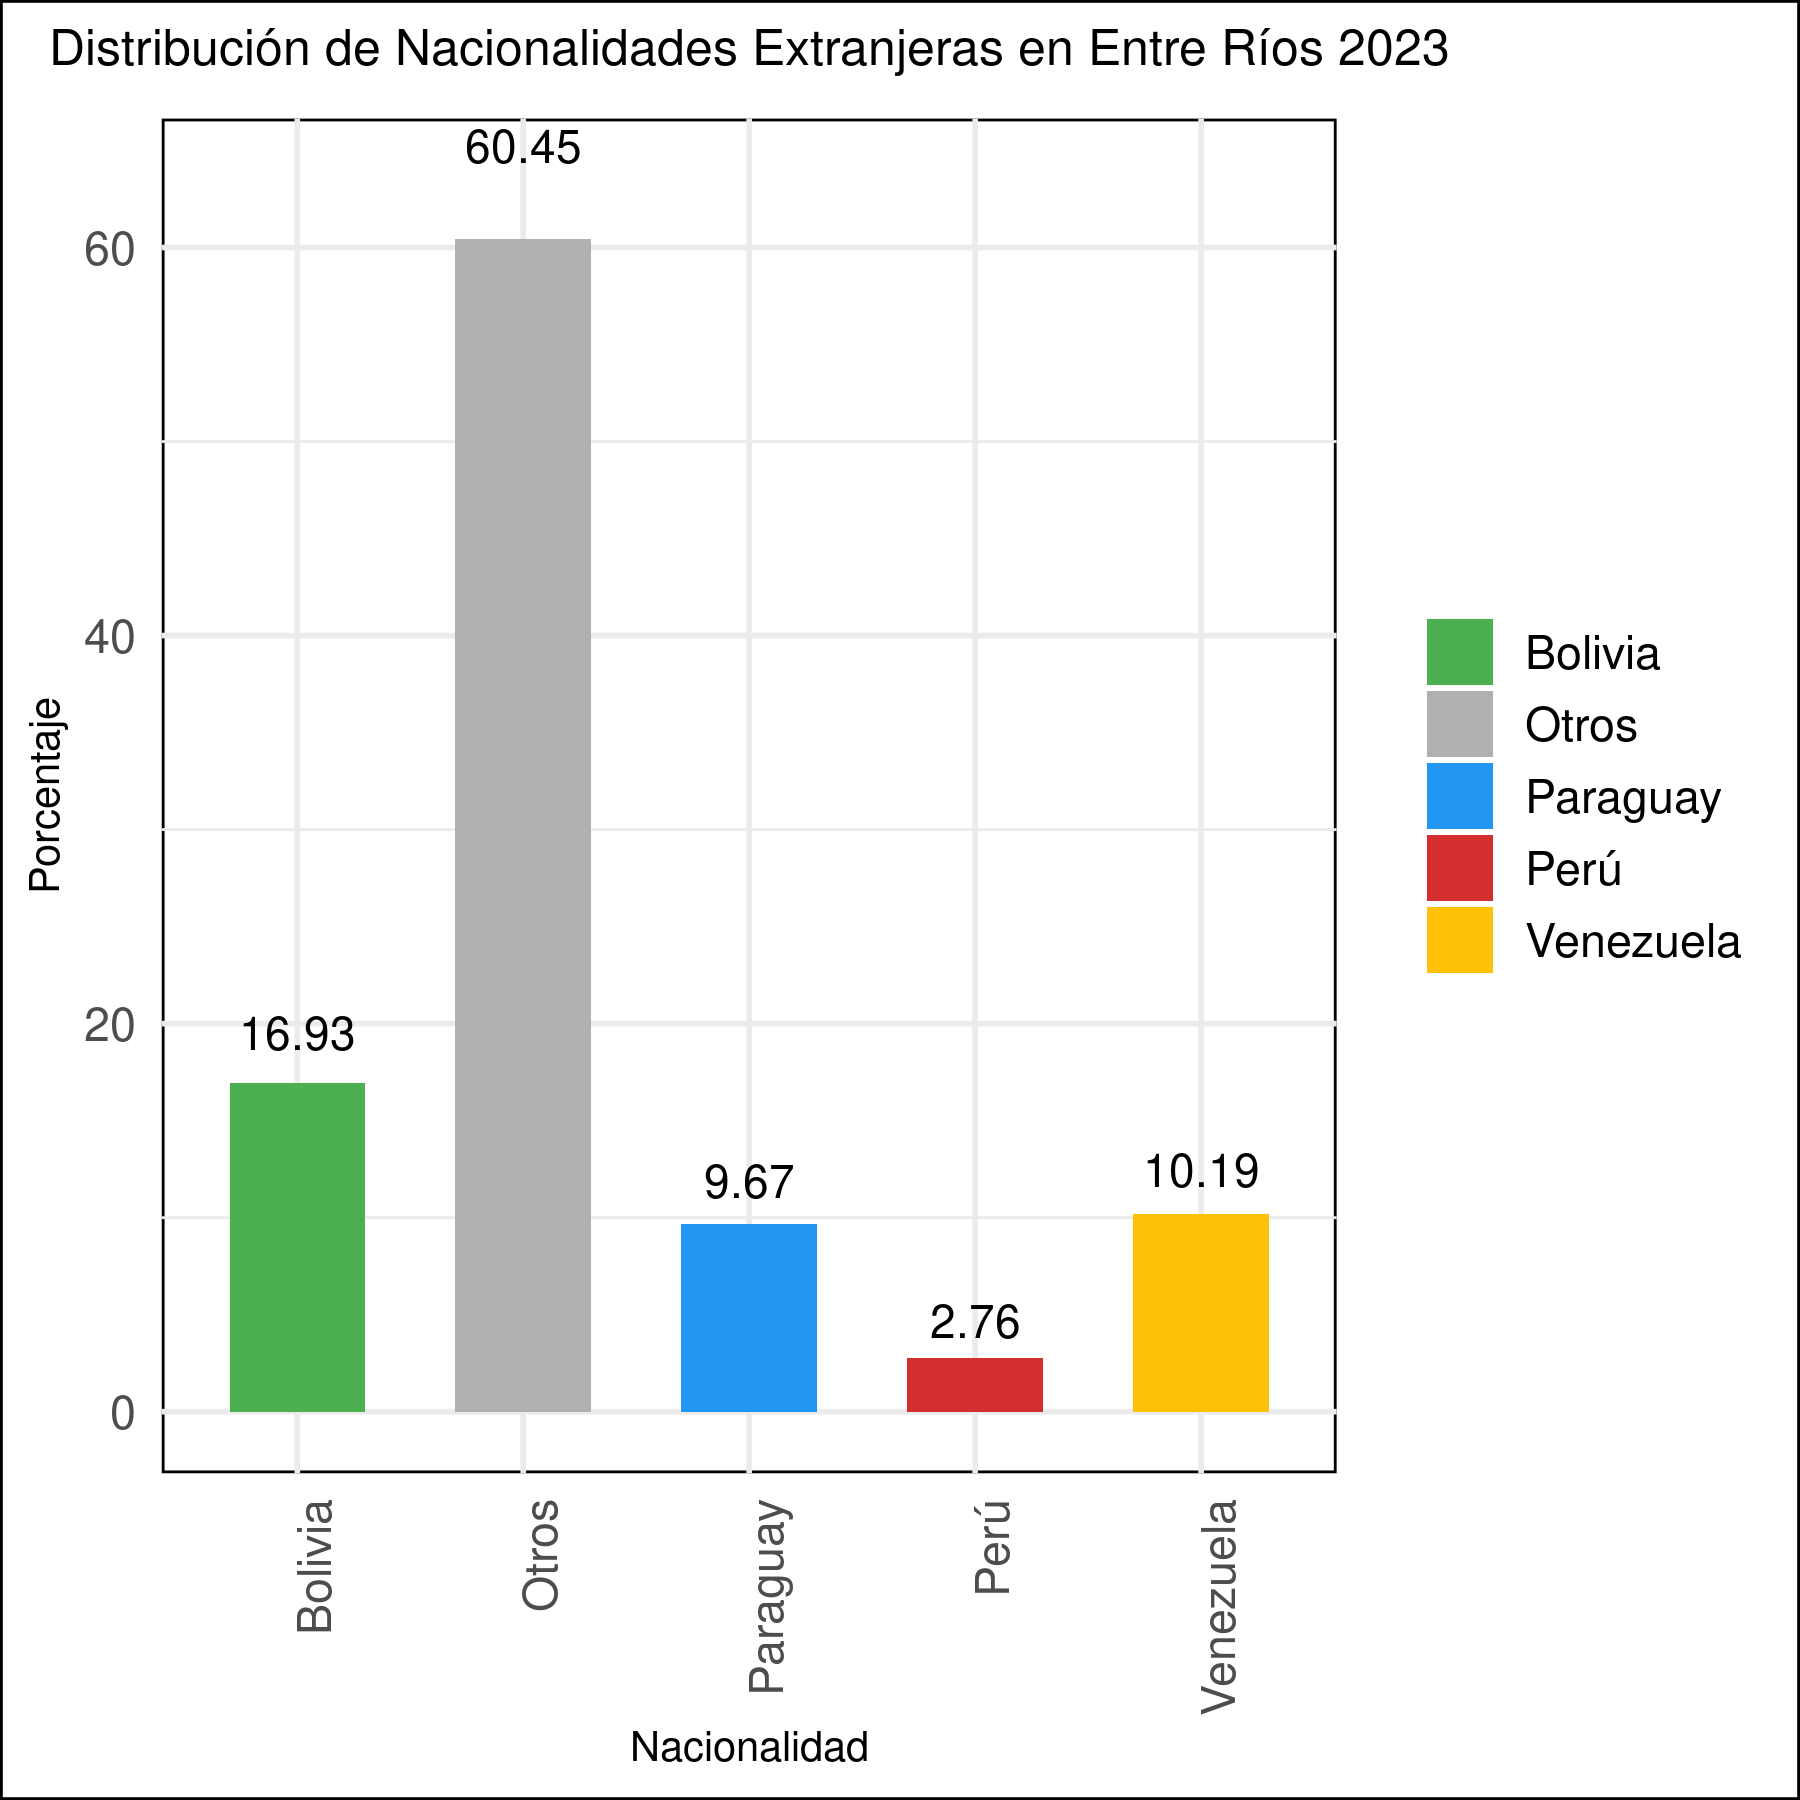 Distribución de Nacionalidades Extranjeras en Entre Ríos 2023
Porcentaje
60
40
20
0
16.93
60.45
9.67
2.76
10.19
Bolivia
Otros
Paraguay
Perú
Venezuela
Nacionalidad
Bolivia
Otros
Paraguay
Perú
Venezuela